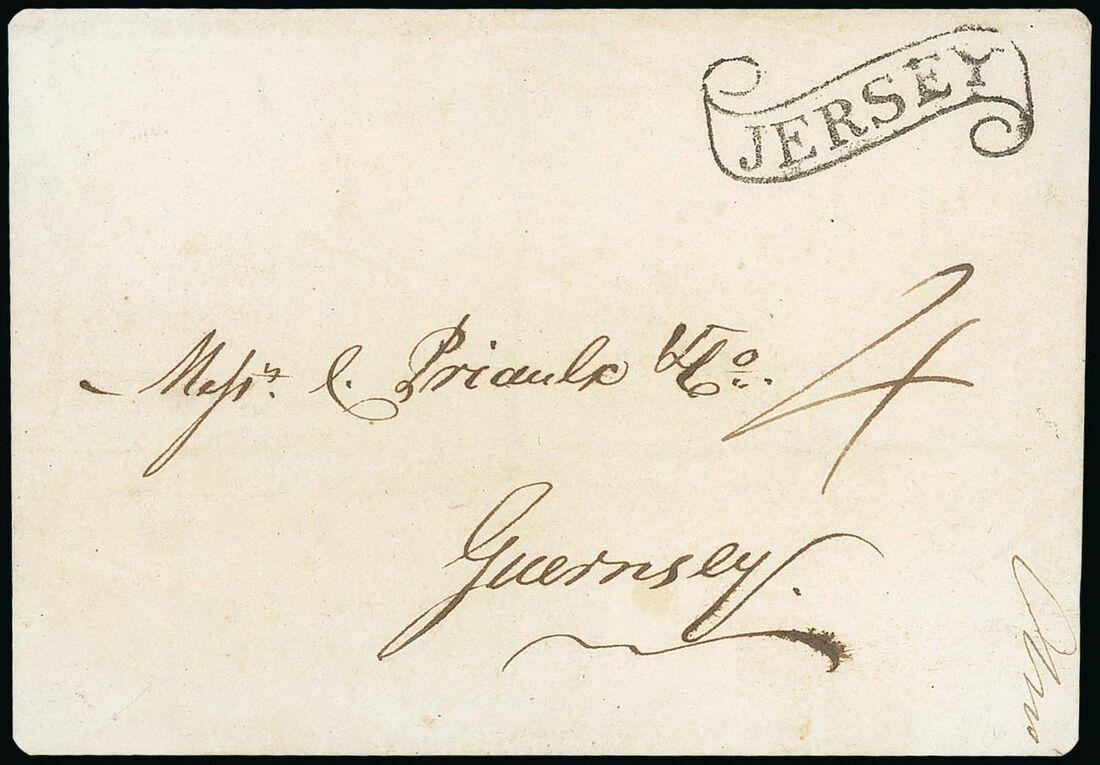 JERSEY
Messrs. C. Priaulx & Co. 4
Guernsey.